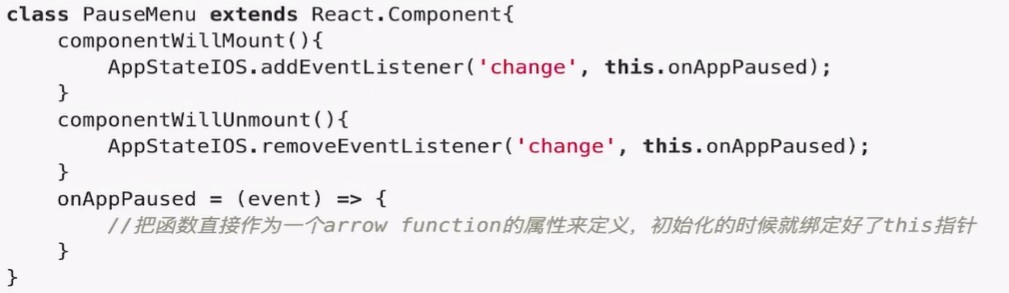 class PauseMenu extends React.Component{
    componentWillMount(){
        AppStateIOS.addEventListener('change', this.onAppPaused);
    }
    componentWillUnmount(){
        AppStateIOS.removeEventListener('change', this.onAppPaused);
    }
    onAppPaused = (event) => {
        //把函数直接作为一个arrow function的属性来定义，初始化的时候就绑定好了this指针
    }
}